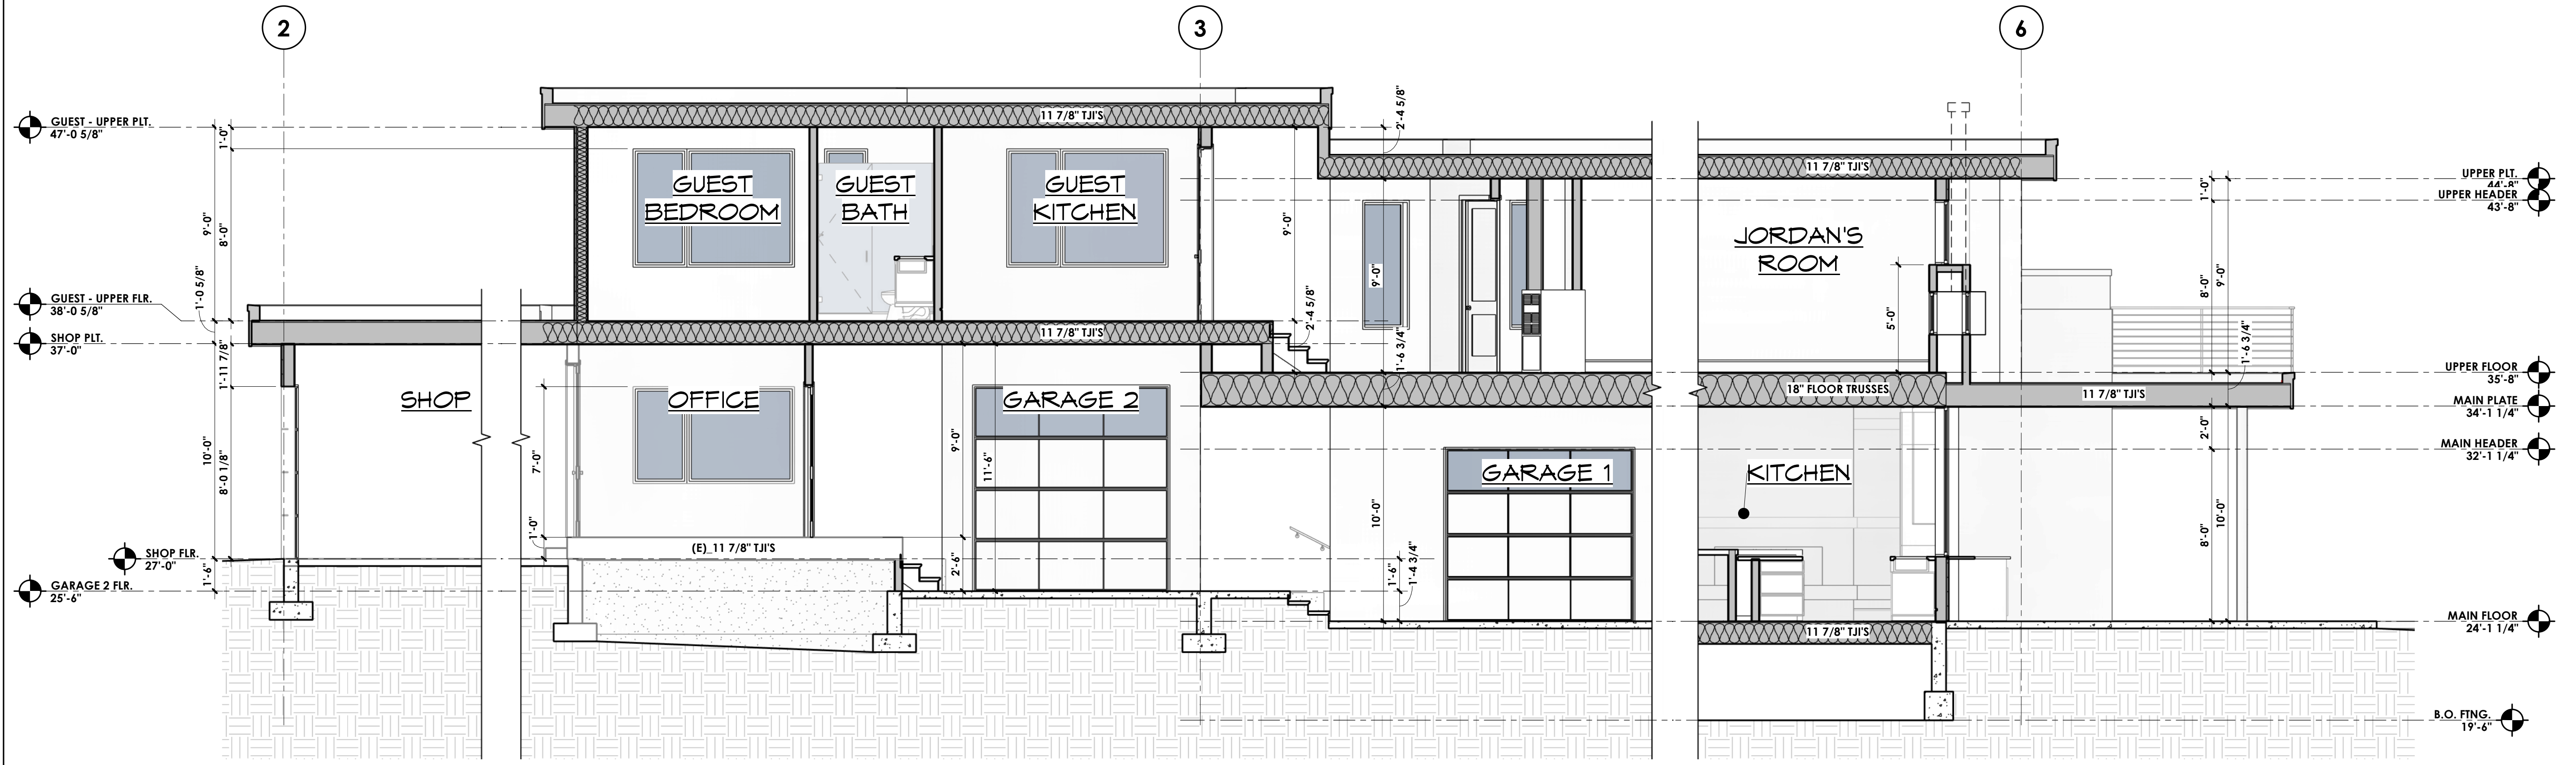 2
3
6
GUEST - UPPER PLT.
47'-0 5/8"
GUEST - UPPER FLR.
38'-0 5/8"
SHOP PLT.
37'-0"
SHOP FLR.
27'-0"
GARAGE 2 FLR.
25'-6"
1'-0"
9'-0"
8'-0"
1'-0 5/8"
1'-11 7/8"
10'-0"
8'-0 1/8"
1'-6"
11 7/8" TJI'S
GUEST
BEDROOM
GUEST
BATH
GUEST
KITCHEN
9'-0"
2'-4 5/8"
2'-4 5/8"
9'-0"
1'-6 3/4"
11 7/8" TJI'S
11 7/8" TJI'S
JORDAN'S
ROOM
5'-0"
SHOP
OFFICE
GARAGE 2
7'-0"
1'-0"
9'-0"
11'-6"
2'-6"
(E) 11 7/8" TJI'S
18" FLOOR TRUSSES
11 7/8" TJI'S
GARAGE 1
KITCHEN
10'-0"
1'-6"
1'-4 3/4"
11 7/8" TJI'S
1'-0"
8'-0"
9'-0"
1'-6 3/4"
2'-0"
8'-0"
10'-0"
UPPER PLT.
44'-8"
UPPER HEADER
43'-8"
UPPER FLOOR
35'-8"
MAIN PLATE
34'-1 1/4"
MAIN HEADER
32'-1 1/4"
MAIN FLOOR
24'-1 1/4"
B.O. FTNG.
19'-6"